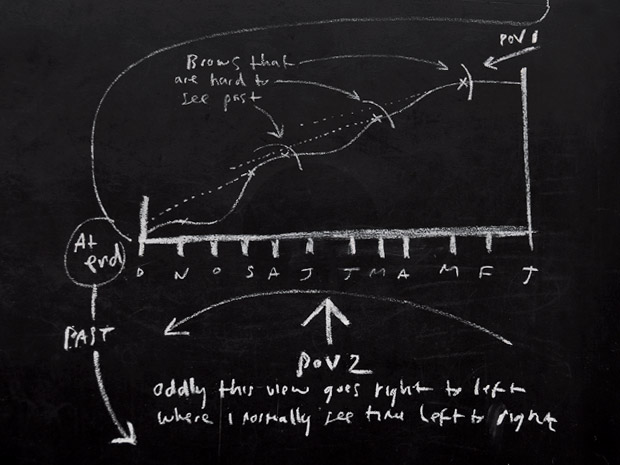 POV 1
Brows that
are hard to
see past
At
end
D N O S A J J M A M F J
PAST
POV 2
oddly this view goes right to left
where I normally see time left to right